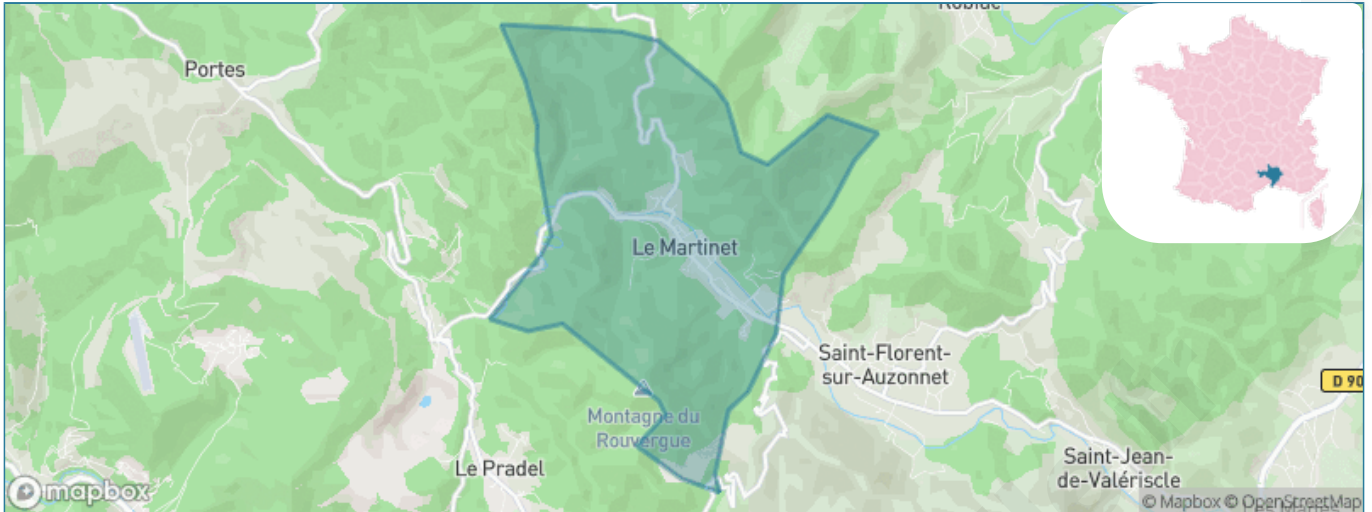 Robiac
Portes
Le Martinet
Saint-Florent-
sur-Auzonnet
D 90
Montagne du
Rouvergue
Le Pradel
Saint-Jean-
de-Valériscle
mapbox
© Mapbox © OpenStreetMap